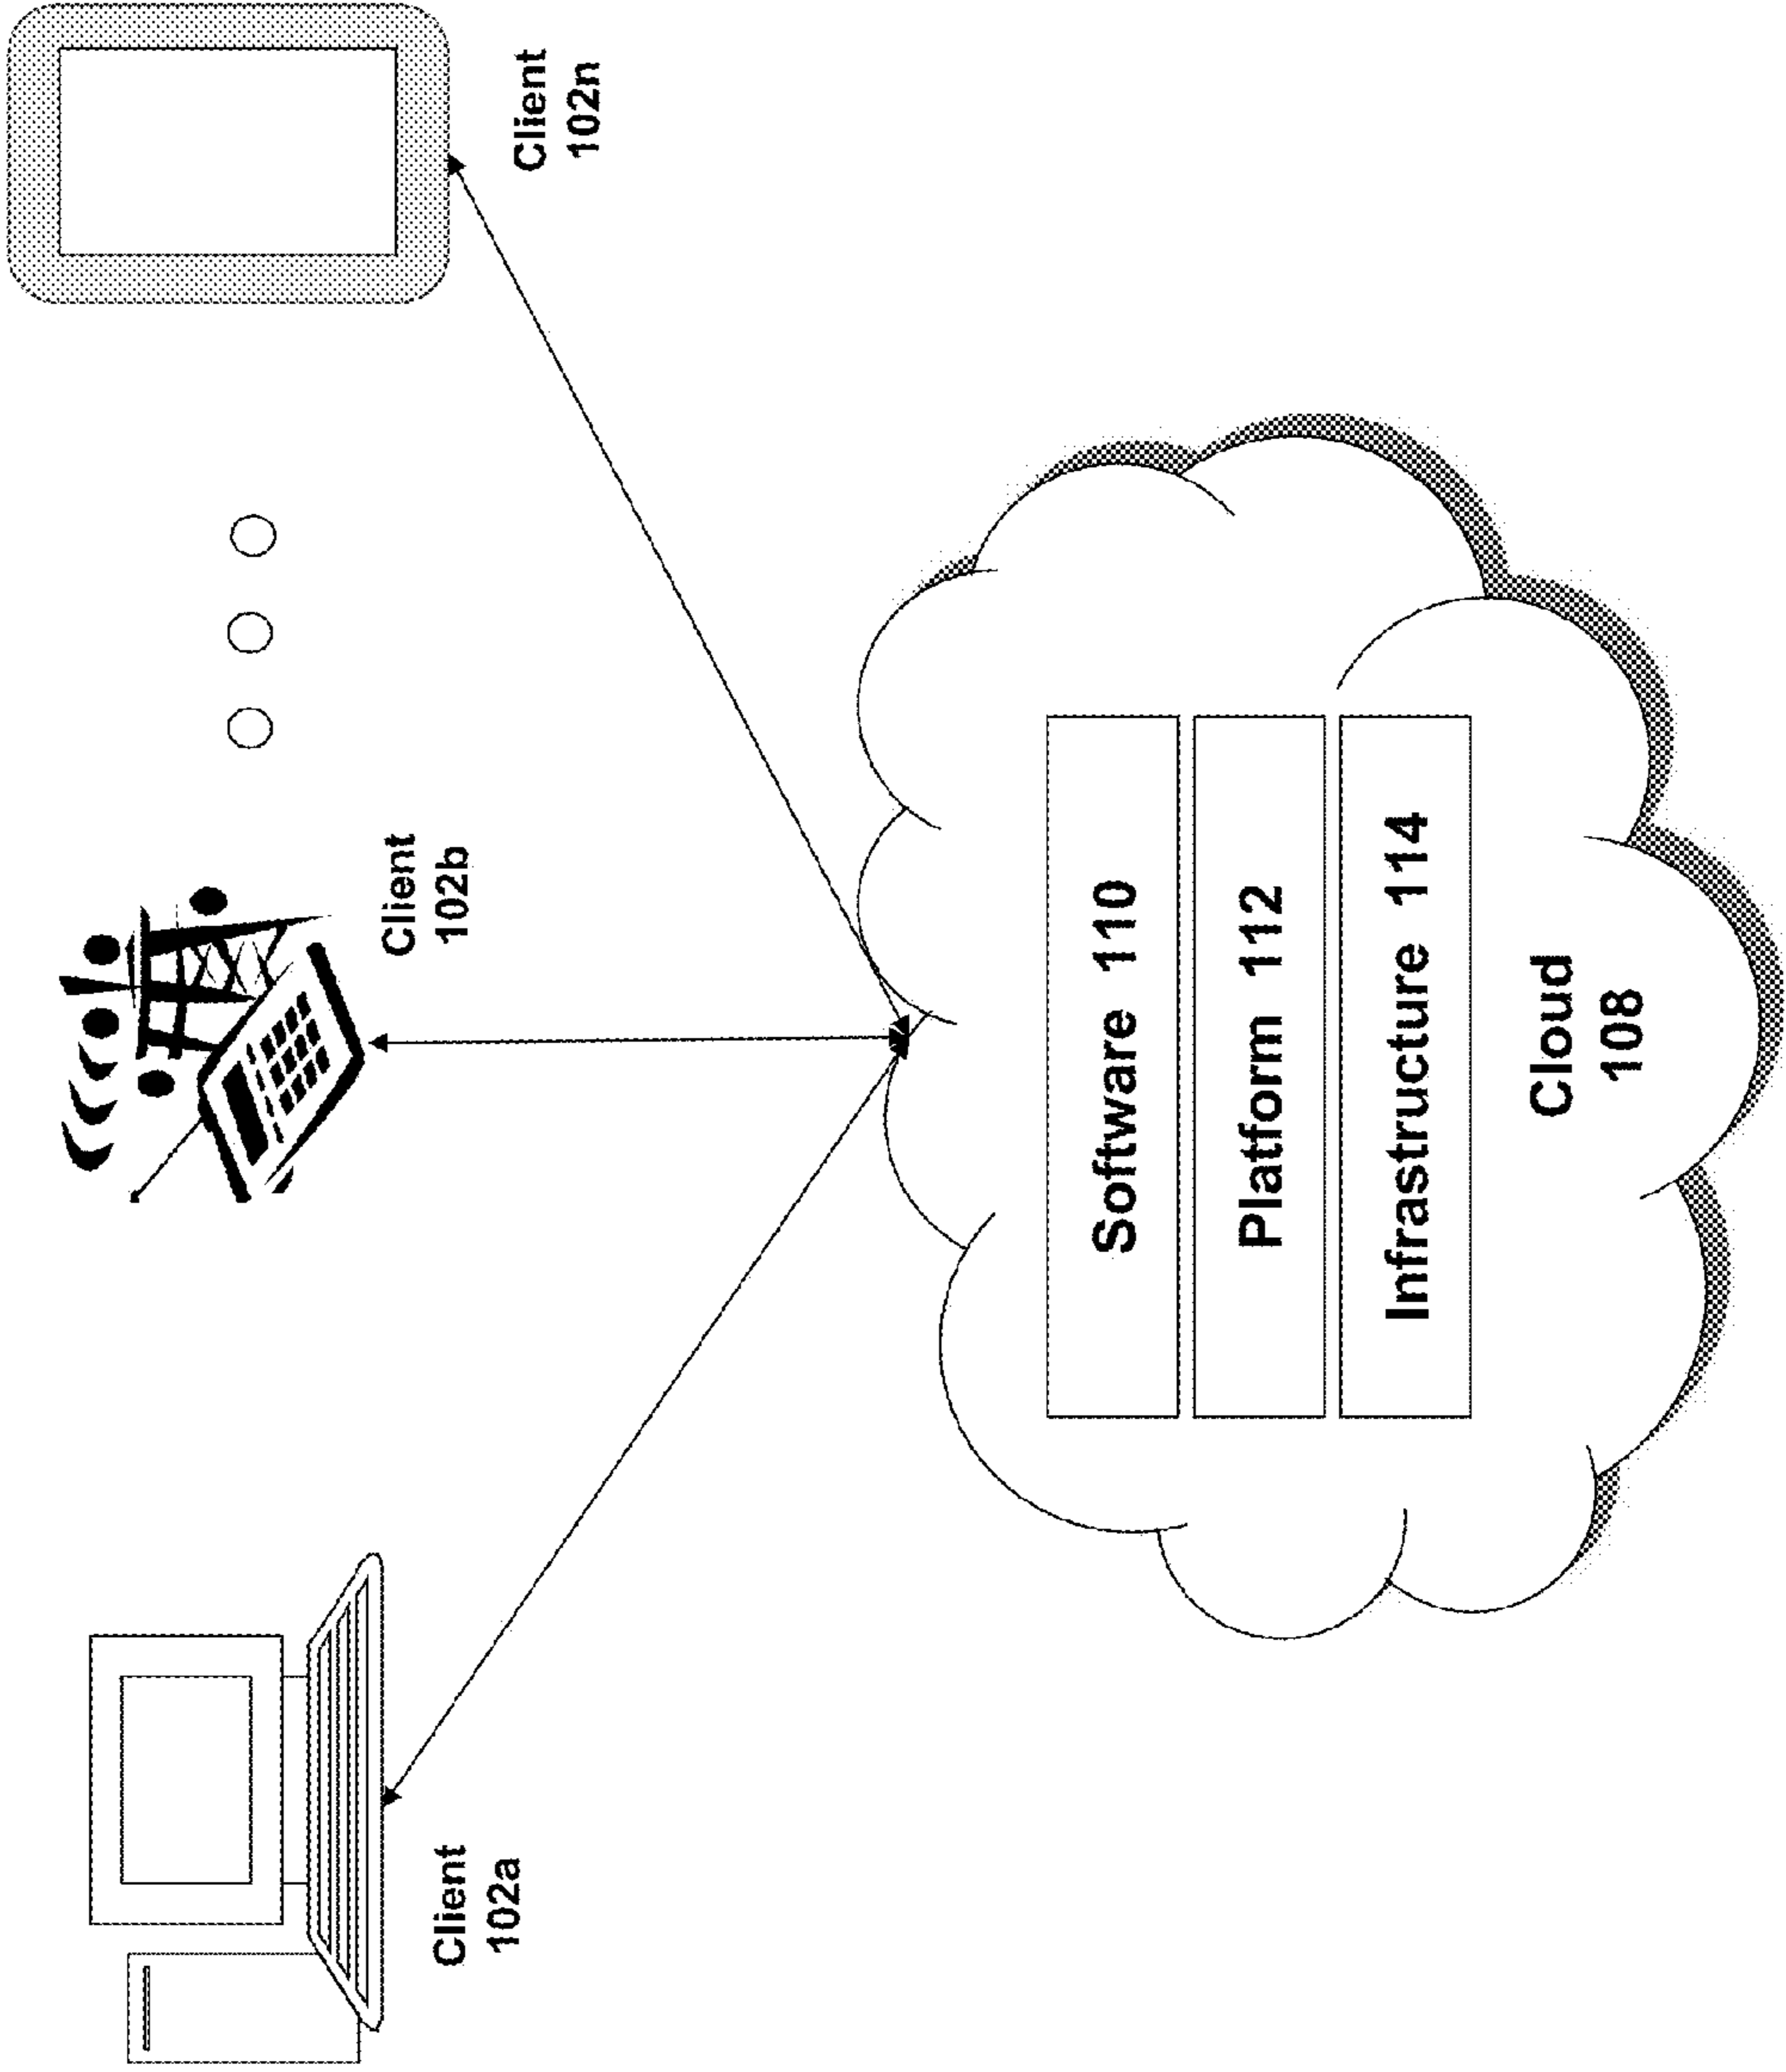 Client
102a
Client
102b
Client
102n
Software 110
Platform 112
Infrastructure 114
Cloud
108